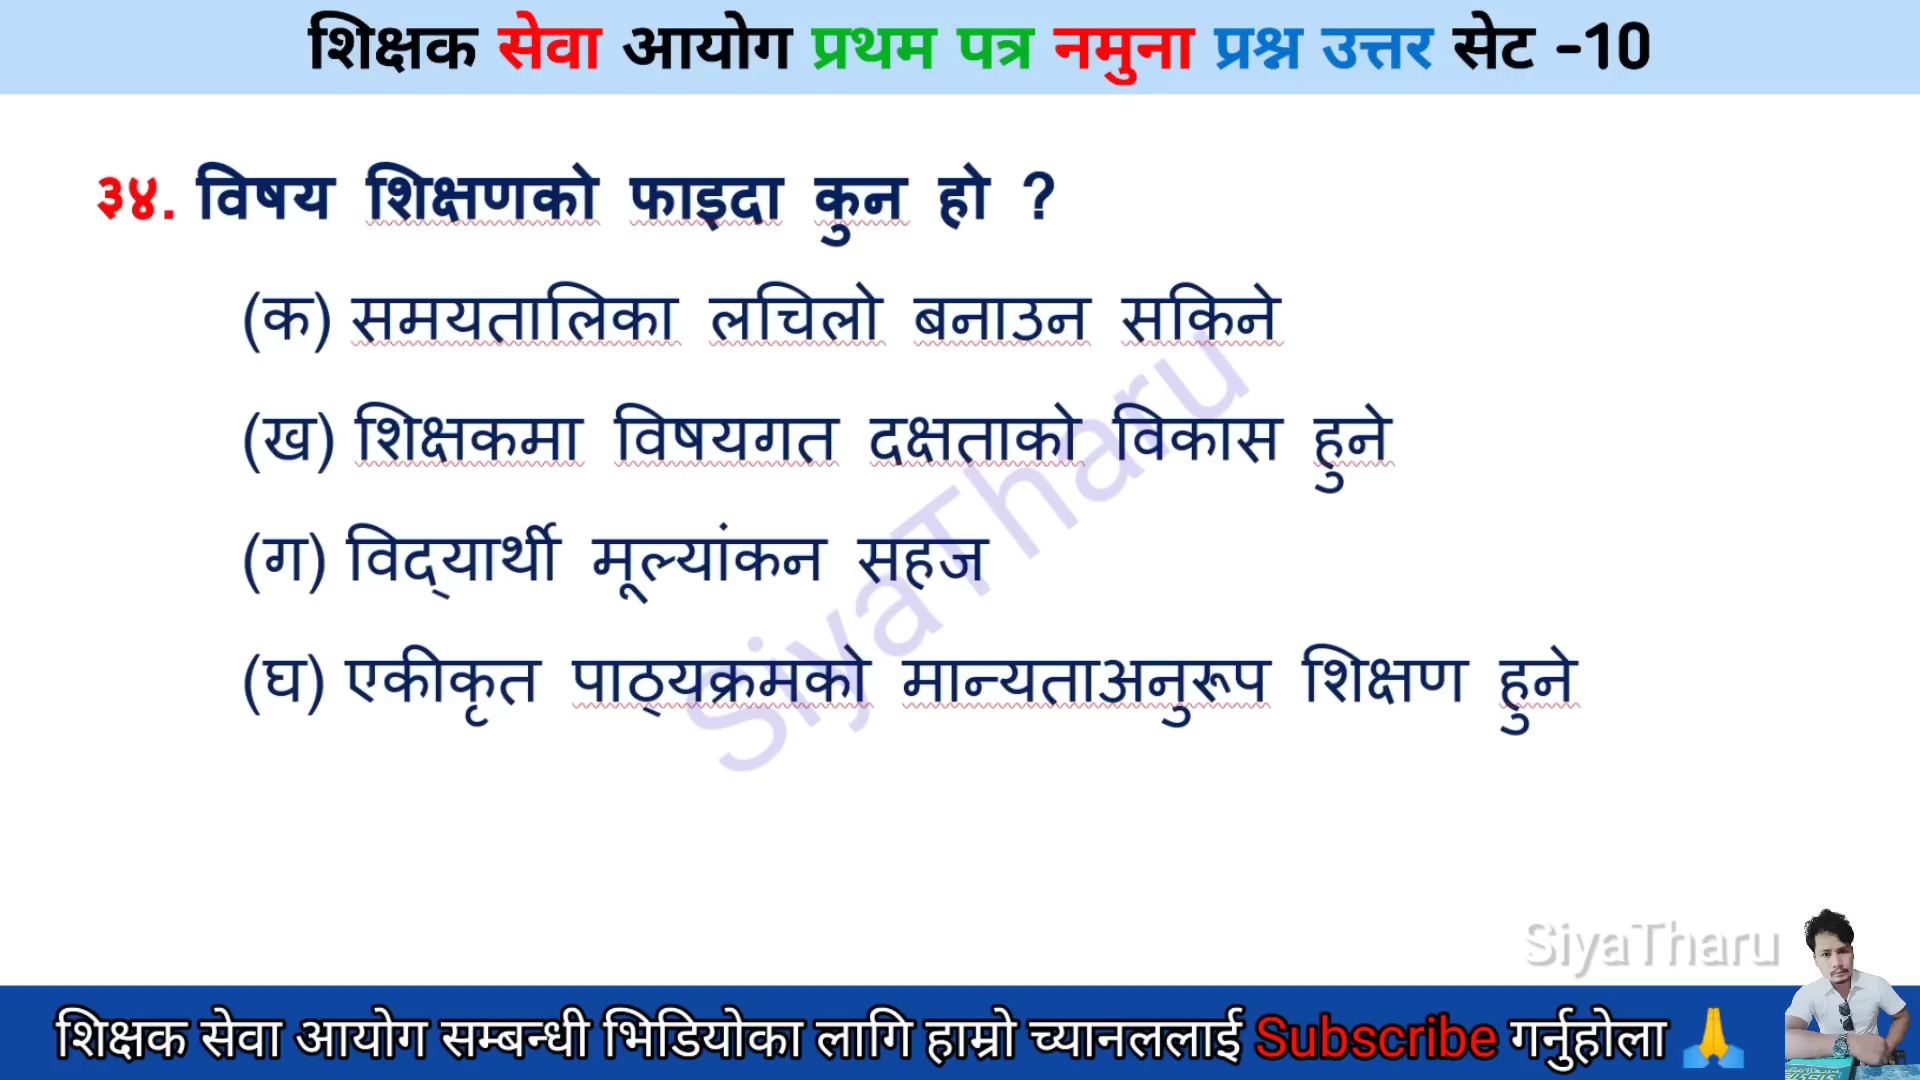 शिक्षक सेवा आयोग प्रथम पत्र नमुना प्रश्न उत्तर सेट -10
३४. विषय शिक्षणको फाइदा कुन हो ?
(क) समयतालिका लचिलो बनाउन सकिने
(ख) शिक्षकमा विषयगत दक्षताको विकास हुने
(ग) विद्‌यार्थी मूल्यांकन सहज
(घ) एकीकृत पाठ्‌यक्रमको मान्यताअनुरूप शिक्षण हुने
SiyaTharu
SiyaTharu
शिक्षक सेवा आयोग सम्बन्धी भिडियोका लागि हाम्रो च्यानललाई Subscribe गर्नुहोला 🙏